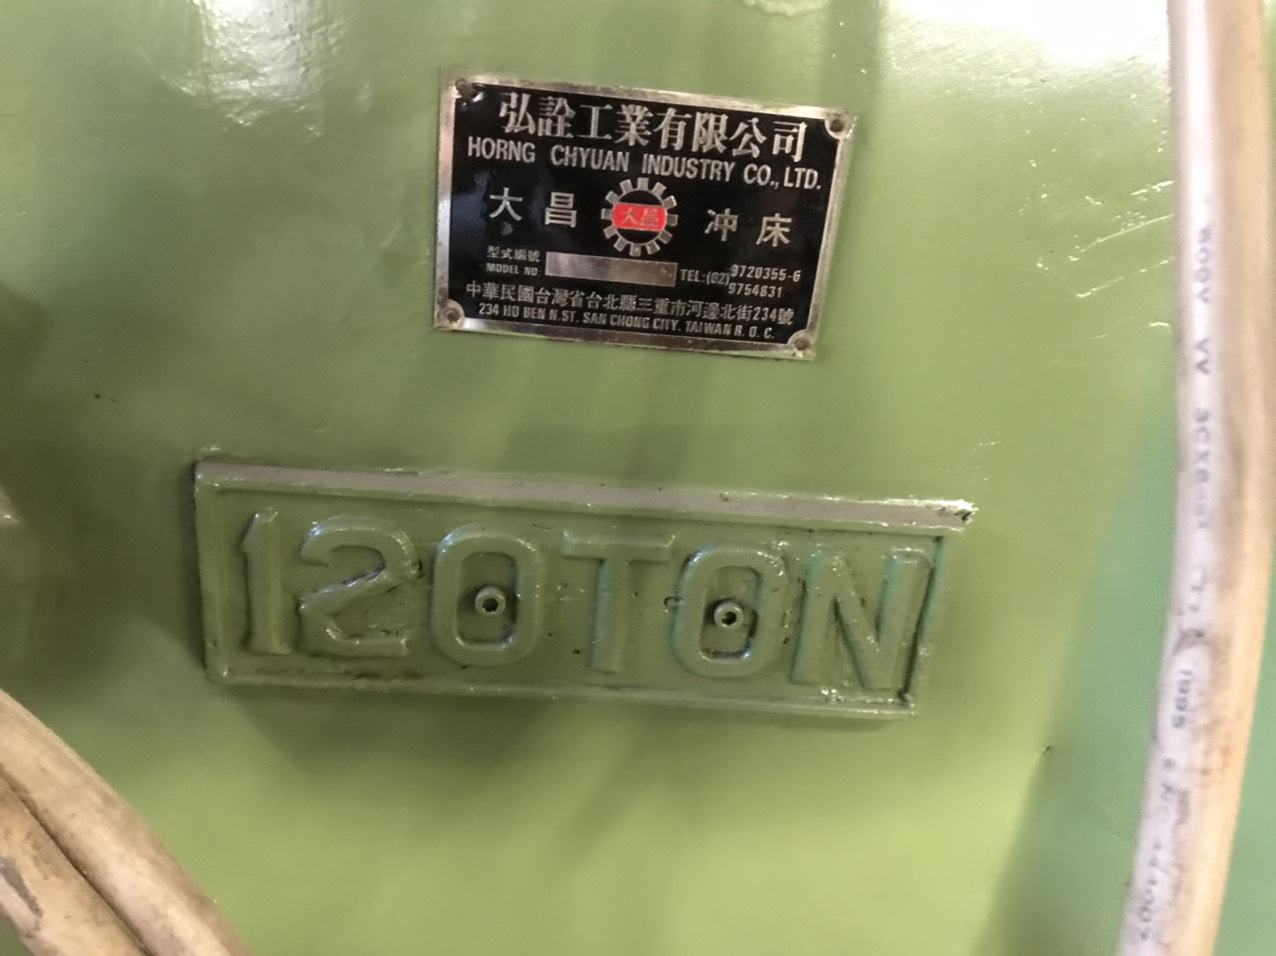 弘詮工業有限公司
HORNG CHYUAN INDUSTRY CO., LTD.
大昌 大昌 冲床
型式編號
MODEL NO:
TEL:(02) 9720355-6
9754831
中華民國台灣省台北縣三重市河邊北街234號
234 HO BEN N.ST. SAN CHONG CITY. TAIWAN R.O.C.
120TON
600V VV
1995